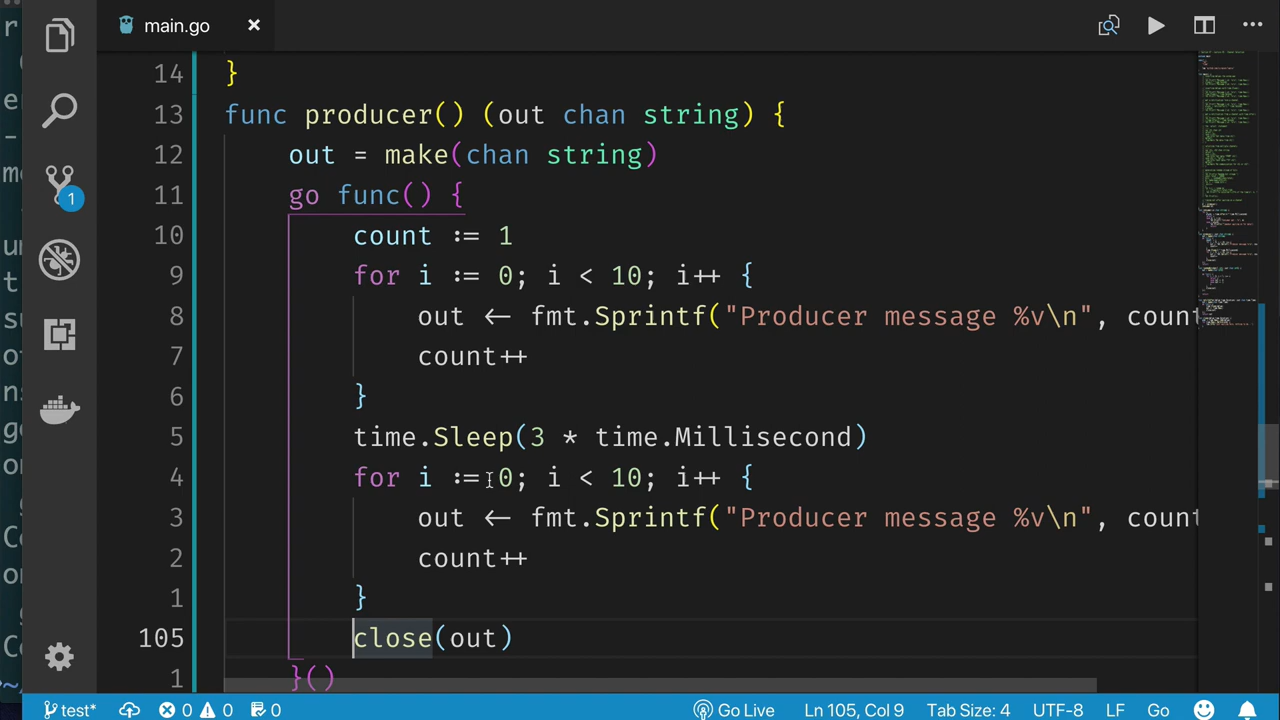 main.go
14 }
13 func producer() (out chan string) {
12 out = make(chan string)
11 go func() {
10 count := 1
9 for i := 0; i < 10; i++ {
8 out <- fmt.Sprintf("Producer message %v\n", count
7 count++
6 }
5 time.Sleep(3 * time.Millisecond)
4 for i := 0; i < 10; i++ {
3 out <- fmt.Sprintf("Producer message %v\n", count
2 count++
1 }
105 close(out)
1 }()
1
test* 0 0 0 Go Live Ln 105, Col 9 Tab Size: 4 UTF-8 LF Go